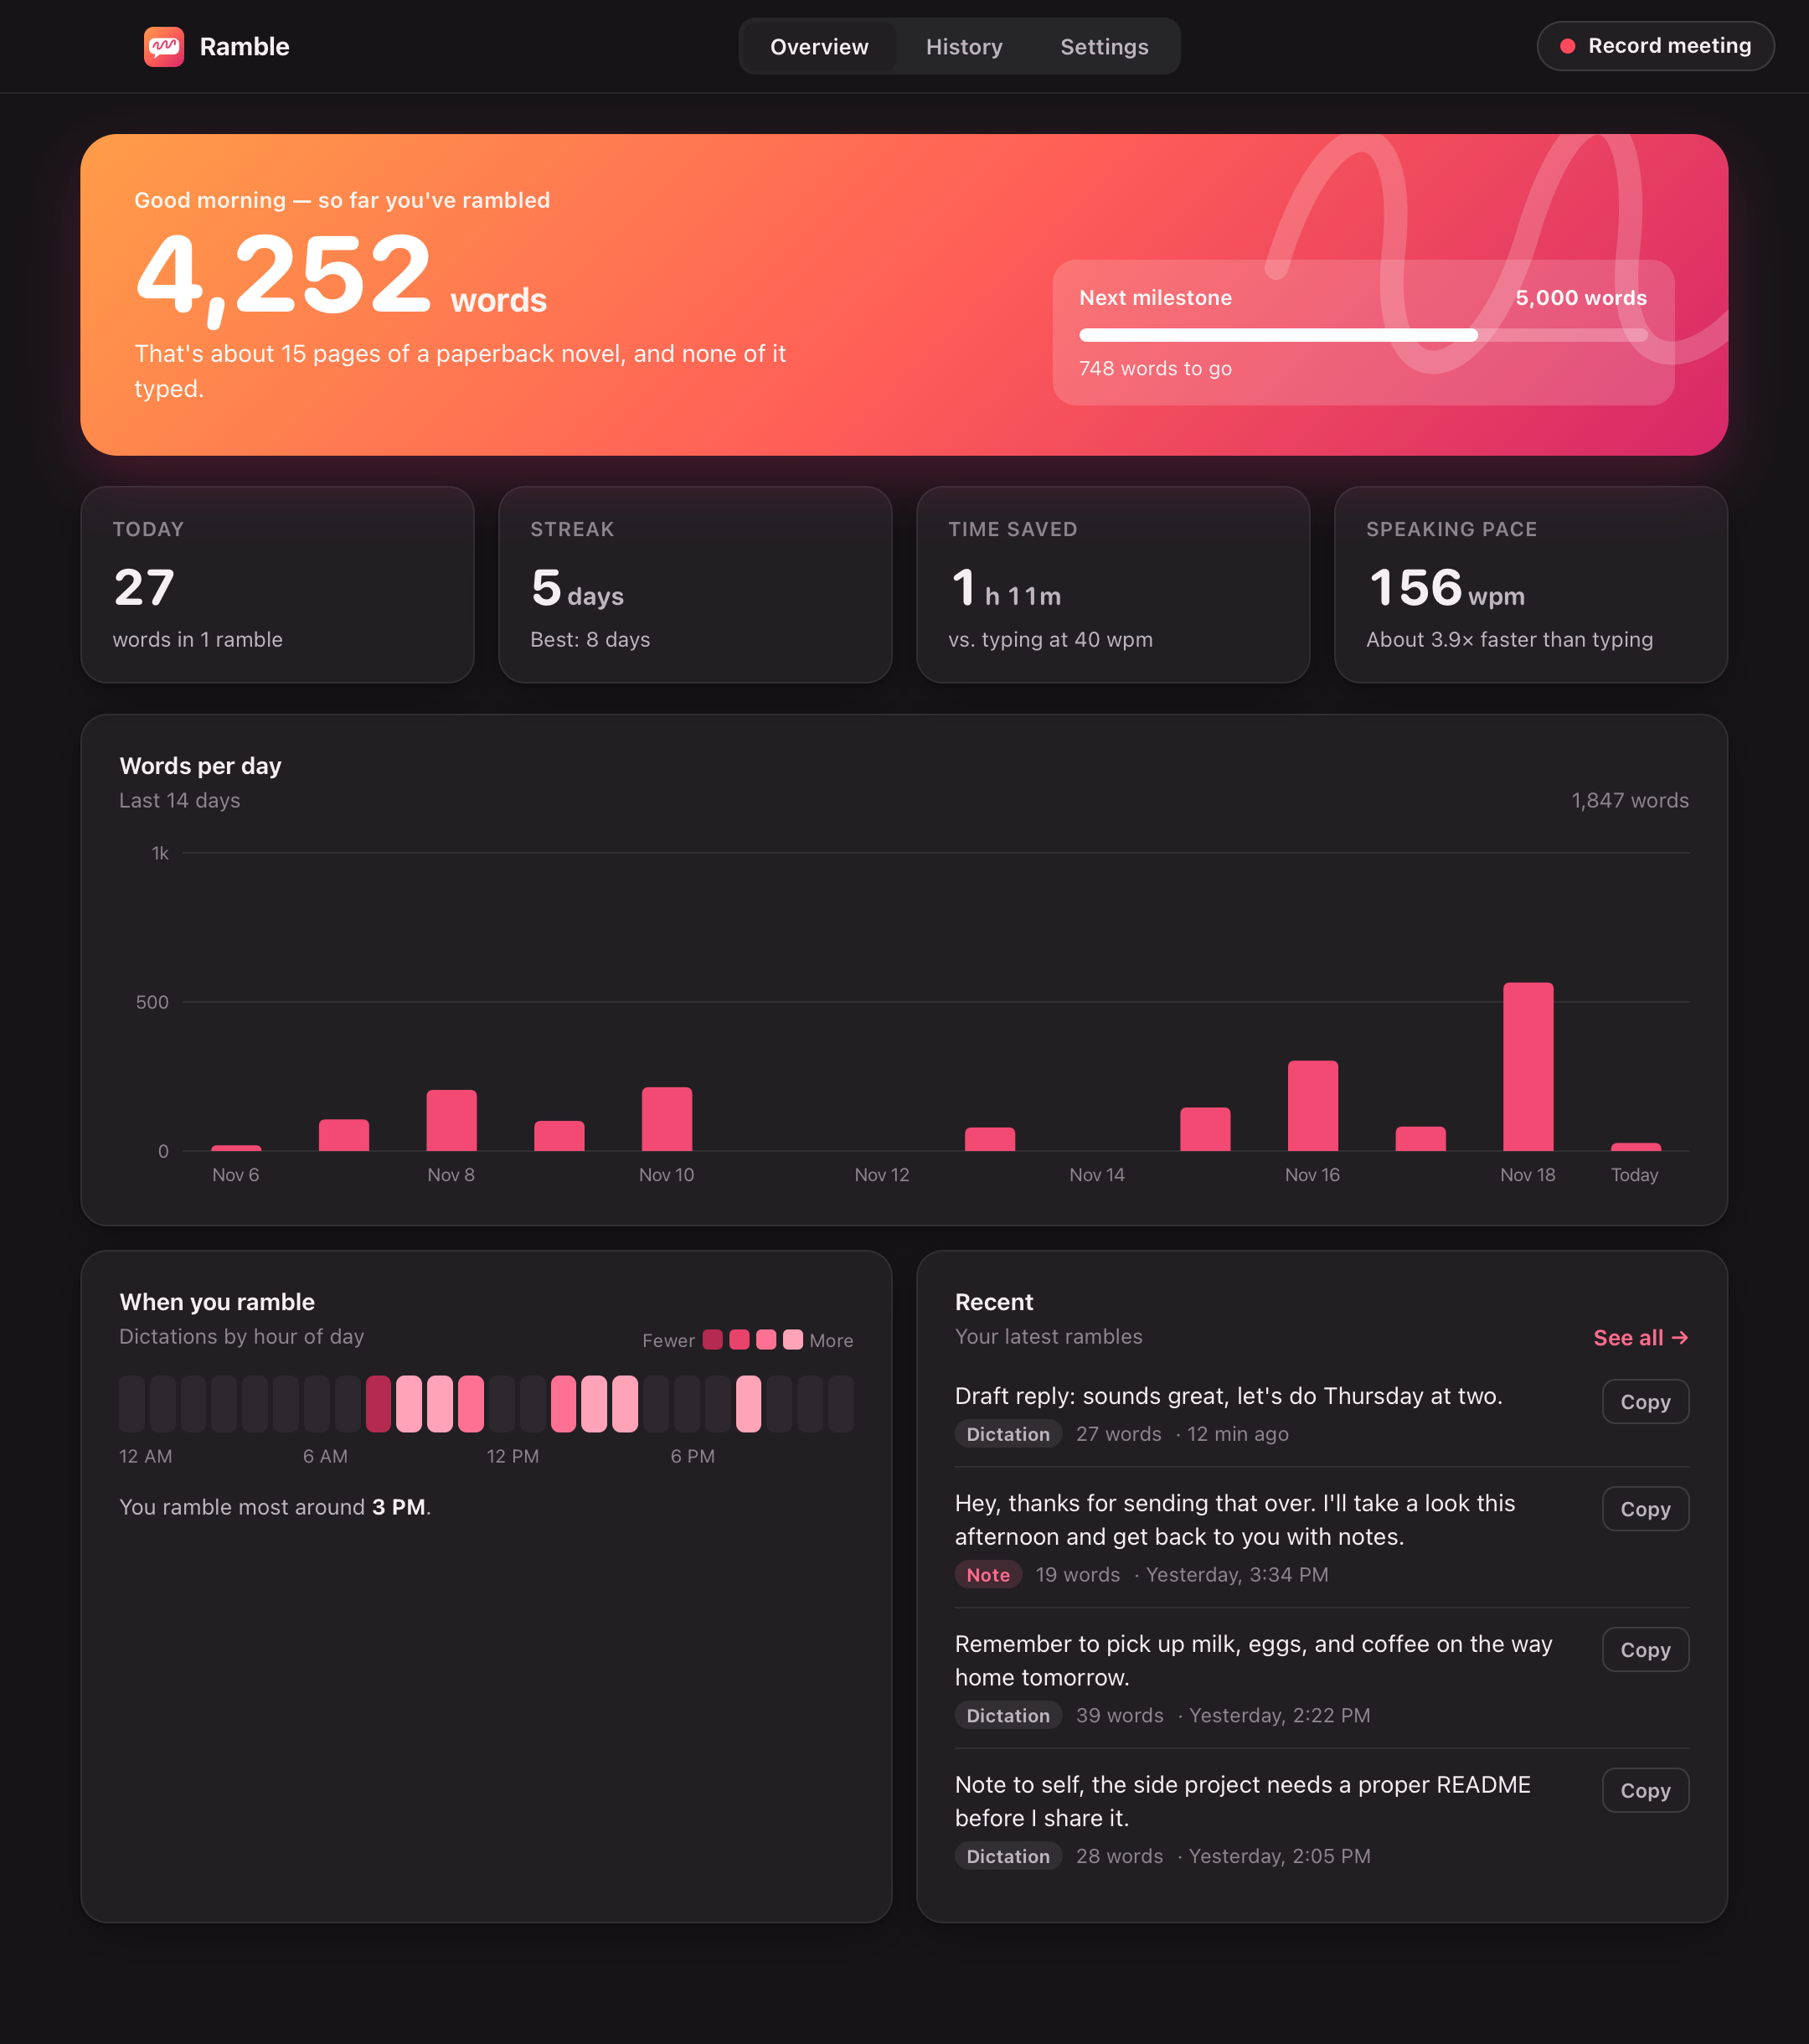 Ramble
Overview
History
Settings
Record meeting
Good morning — so far you've rambled
4,252 words
That's about 15 pages of a paperback novel, and none of it
typed.
Next milestone
5,000 words
748 words to go
TODAY
27
words in 1 ramble
STREAK
5 days
Best: 8 days
TIME SAVED
1 h 11m
vs. typing at 40 wpm
SPEAKING PACE
156 wpm
About 3.9× faster than typing
Words per day
Last 14 days
1,847 words
1k
500
0
Nov 6
Nov 8
Nov 10
Nov 12
Nov 14
Nov 16
Nov 18
Today
When you ramble
Dictations by hour of day
Fewer
More
12 AM
6 AM
12 PM
6 PM
You ramble most around 3 PM.
Recent
Your latest rambles
See all →
Draft reply: sounds great, let's do Thursday at two.
Copy
Dictation 27 words · 12 min ago
Hey, thanks for sending that over. I'll take a look this
afternoon and get back to you with notes.
Copy
Note 19 words · Yesterday, 3:34 PM
Remember to pick up milk, eggs, and coffee on the way
home tomorrow.
Copy
Dictation 39 words · Yesterday, 2:22 PM
Note to self, the side project needs a proper README
before I share it.
Copy
Dictation 28 words · Yesterday, 2:05 PM